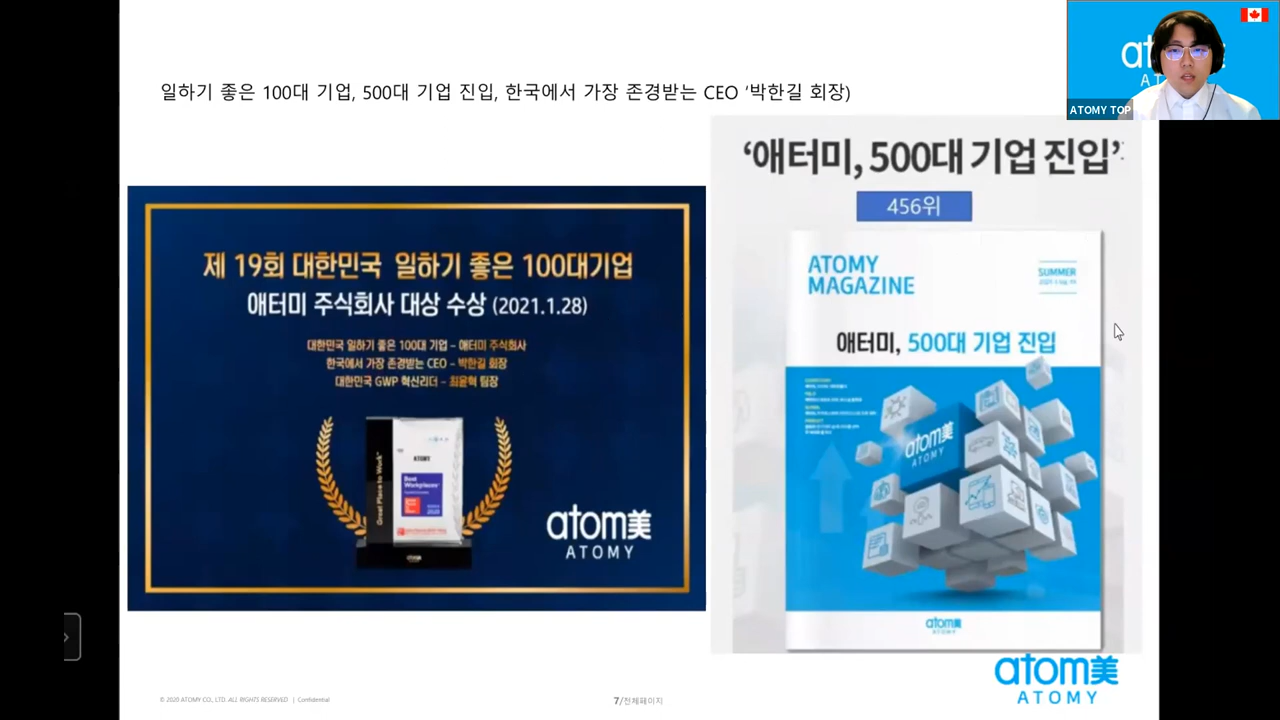 일하기 좋은 100대 기업, 500대 기업 진입, 한국에서 가장 존경받는 CEO ‘박한길 회장)
ATOMY TOP
제 19회 대한민국 일하기 좋은 100대기업
애터미 주식회사 대상 수상 (2021.1.28)
대한민국 일하기 좋은 100대 기업 – 애터미 주식회사
한국에서 가장 존경받는 CEO – 박한길 회장
대한민국 GWP 혁신리더 – 최윤혁 팀장
Great Place to Work
ATOMY
Best
Workplaces
atom美
ATOMY
‘애터미, 500대 기업 진입’
456위
ATOMY
MAGAZINE
SUMMER
애터미, 500대 기업 진입
atom美
ATOMY
atom美
atom美
ATOMY
© 2020 ATOMY CO., LTD. ALL RIGHTS RESERVED | Confidential
7/전체페이지